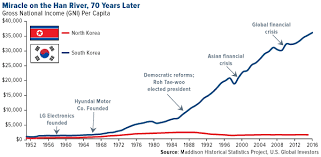 Miracle on the Han River, 70 Years Later
Gross National Income (GNI) Per Capita
$40,000
$35,000
$30,000
$25,000
$20,000
$15,000
$10,000
$5,000
$0
North Korea
South Korea
LG Electronics
founded
Hyundai Motor
Co. Founded
Democratic reforms;
Roh Tae-woo
elected president
Asian financial
crisis
Global financial
crisis
1952 1956 1960 1964 1968 1972 1976 1980 1984 1988 1992 1996 2000 2004 2008 2012 2016
Source: Maddison Historical Statistics Project, U.S. Global Investors